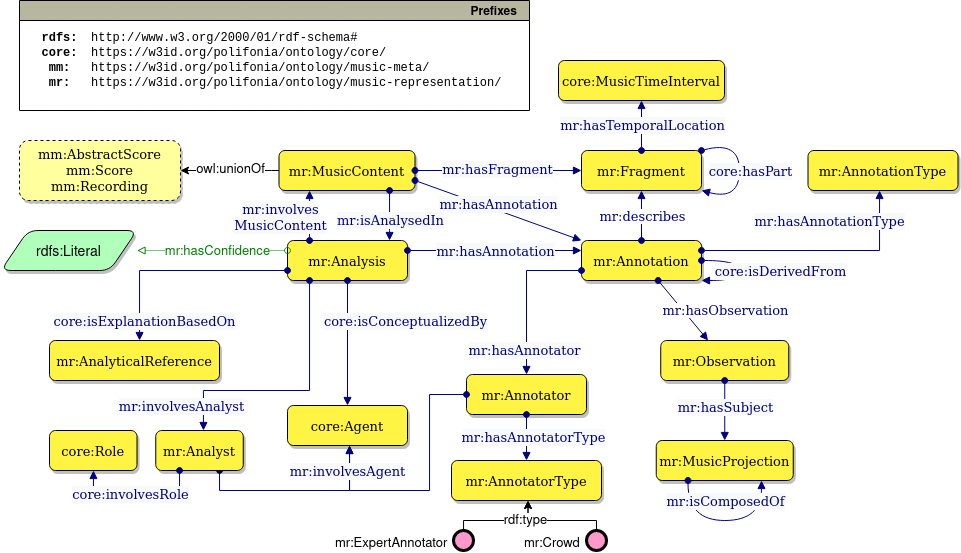 Prefixes
rdfs: http://www.w3.org/2000/01/rdf-schema#
core: https://w3id.org/polifonia/ontology/core/
mm: https://w3id.org/polifonia/ontology/music-meta/
mr: https://w3id.org/polifonia/ontology/music-representation/
core:MusicTimeInterval
mr:hasTemporalLocation
mm:AbstractScore
mm:Score
mm:Recording
owl:unionOf
mr:MusicContent
mr:hasFragment
mr:Fragment
core:hasPart
mr:AnnotationType
mr:involves
MusicContent
mr:isAnalysedIn
mr:hasAnnotation
mr:describes
mr:hasAnnotationType
rdfs:Literal
mr:hasConfidence
mr:Analysis
mr:hasAnnotation
mr:Annotation
core:isDerivedFrom
core:isExplanationBasedOn
core:isConceptualizedBy
mr:hasObservation
mr:AnalyticalReference
mr:hasAnnotator
mr:Observation
mr:involvesAnalyst
mr:Annotator
mr:hasSubject
core:Agent
mr:hasAnnotatorType
core:Role
mr:Analyst
mr:involvesAgent
mr:MusicProjection
core:involvesRole
mr:AnnotatorType
mr:isComposedOf
rdf:type
mr:ExpertAnnotator
mr:Crowd